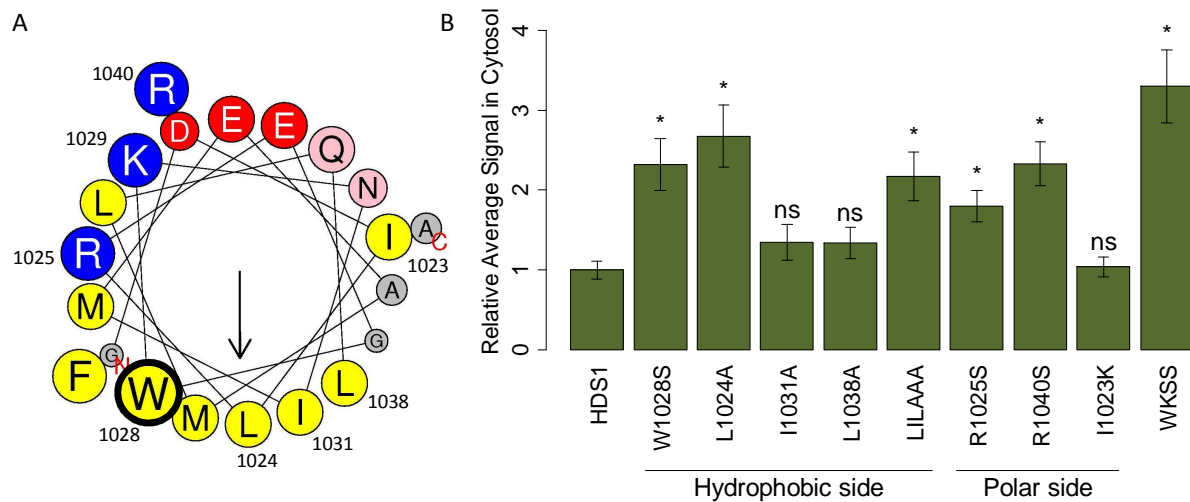 A
1040
R
D
E
E
Q
1029
K
N
L
I
A
C
1023
R
1025
A
M
G
G
N
F
W
M
L
I
L
1038
1028
1024
1031
B
Relative Average Signal in Cytosol
4
3
2
1
0
*
*
ns
ns
*
*
*
ns
*
HDS1
W1028S
L1024A
I1031A
L1038A
LILAAA
R1025S
R1040S
I1023K
WKSS
Hydrophobic side
Polar side